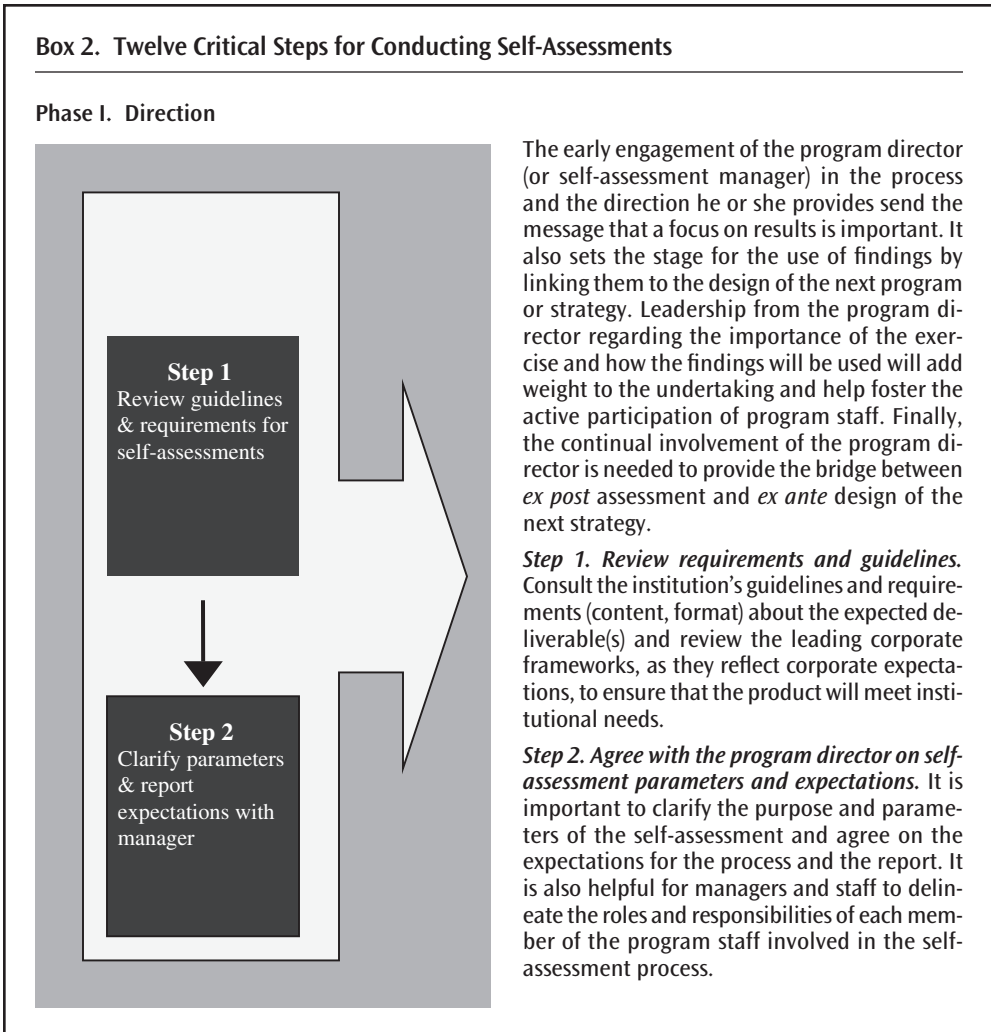 Box 2. Twelve Critical Steps for Conducting Self-Assessments
Phase I. Direction
Step 1
Review guidelines
& requirements for
self-assessments
Step 2
Clarify parameters
& report
expectations with
manager
The early engagement of the program director
(or self-assessment manager) in the process
and the direction he or she provides send the
message that a focus on results is important. It
also sets the stage for the use of findings by
linking them to the design of the next program
or strategy. Leadership from the program di-
rector regarding the importance of the exer-
cise and how the findings will be used will add
weight to the undertaking and help foster the
active participation of program staff. Finally,
the continual involvement of the program di-
rector is needed to provide the bridge between
ex post assessment and ex ante design of the
next strategy.
Step 1. Review requirements and guidelines.
Consult the institution’s guidelines and require-
ments (content, format) about the expected de-
liverable(s) and review the leading corporate
frameworks, as they reflect corporate expecta-
tions, to ensure that the product will meet insti-
tutional needs.
Step 2. Agree with the program director on self-
assessment parameters and expectations. It is
important to clarify the purpose and parame-
ters of the self-assessment and agree on the
expectations for the process and the report. It
is also helpful for managers and staff to delin-
eate the roles and responsibilities of each mem-
ber of the program staff involved in the self-
assessment process.